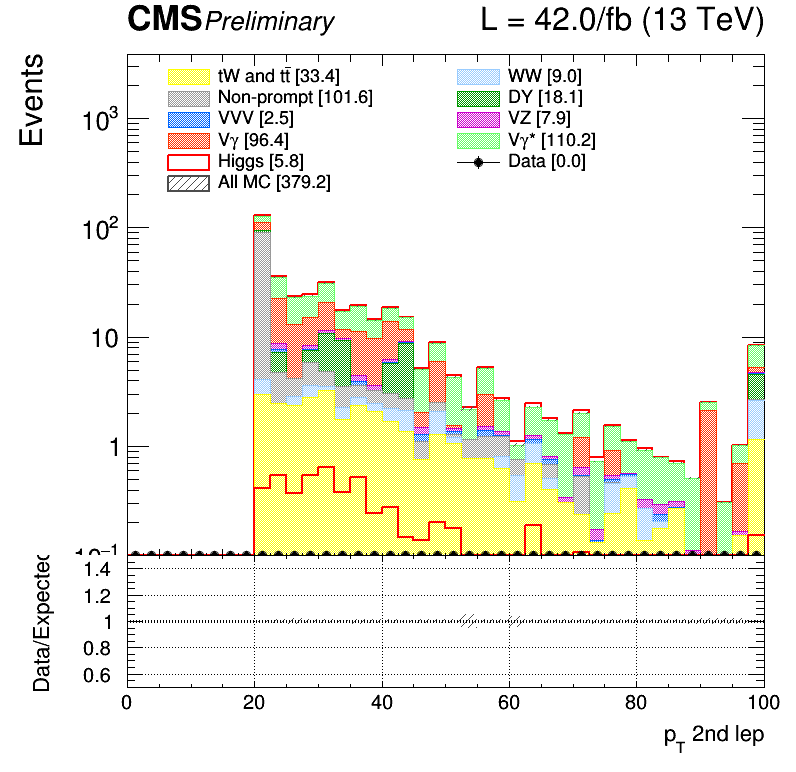 CMS Preliminary L = 42.0/fb (13 TeV)
Events
tW and tt̄ [33.4]
Non-prompt [101.6]
VVV [2.5]
Vγ [96.4]
Higgs [5.8]
All MC [379.2]
WW [9.0]
DY [18.1]
VZ [7.9]
Vγ* [110.2]
Data [0.0]
10³
10²
10
1
10⁻¹
Data/Expected
1.4
1.2
1
0.8
0.6
0 20 40 60 80 100
p_T 2nd lep